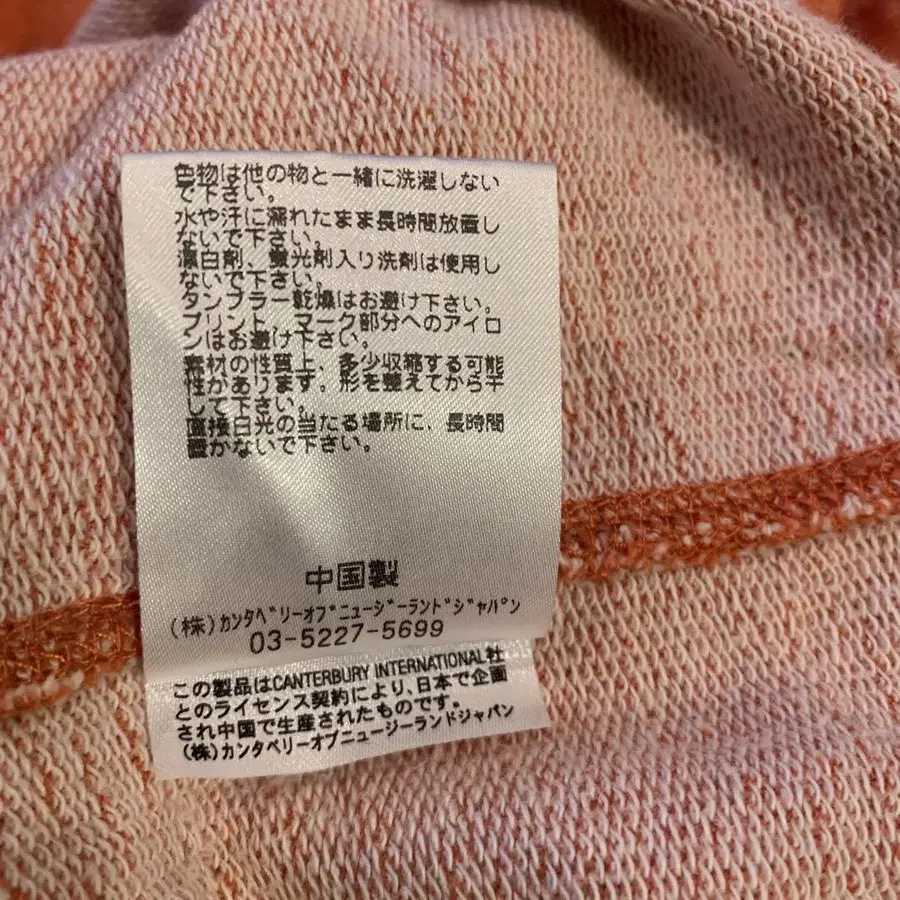 色物は他の物と一緒に洗濯しない
で下さい。
水や汗に濡れたまま長時間放置し
ないで下さい。
漂白剤、蛍光剤入り洗剤は使用し
ないで下さい。
タンブラー乾燥はお避け下さい。
プリント、マーク部分へのアイロ
ンはお避け下さい。
素材の性質上、多少収縮する可能
性があります。形を整えてから干
して下さい。
直接日光の当たる場所に、長時間
置かないで下さい。
中国製
(株)ｶﾝﾀﾍﾞﾘｰｵﾌﾞﾆｭｰｼﾞｰﾗﾝﾄﾞｼﾞｬﾊﾟﾝ
03-5227-5699
この製品はCANTERBURY INTERNATIONAL社
とのライセンス契約により、日本で企画
され中国で生産されたものです。
(株)カンタベリーオブニュージーランドジャパン